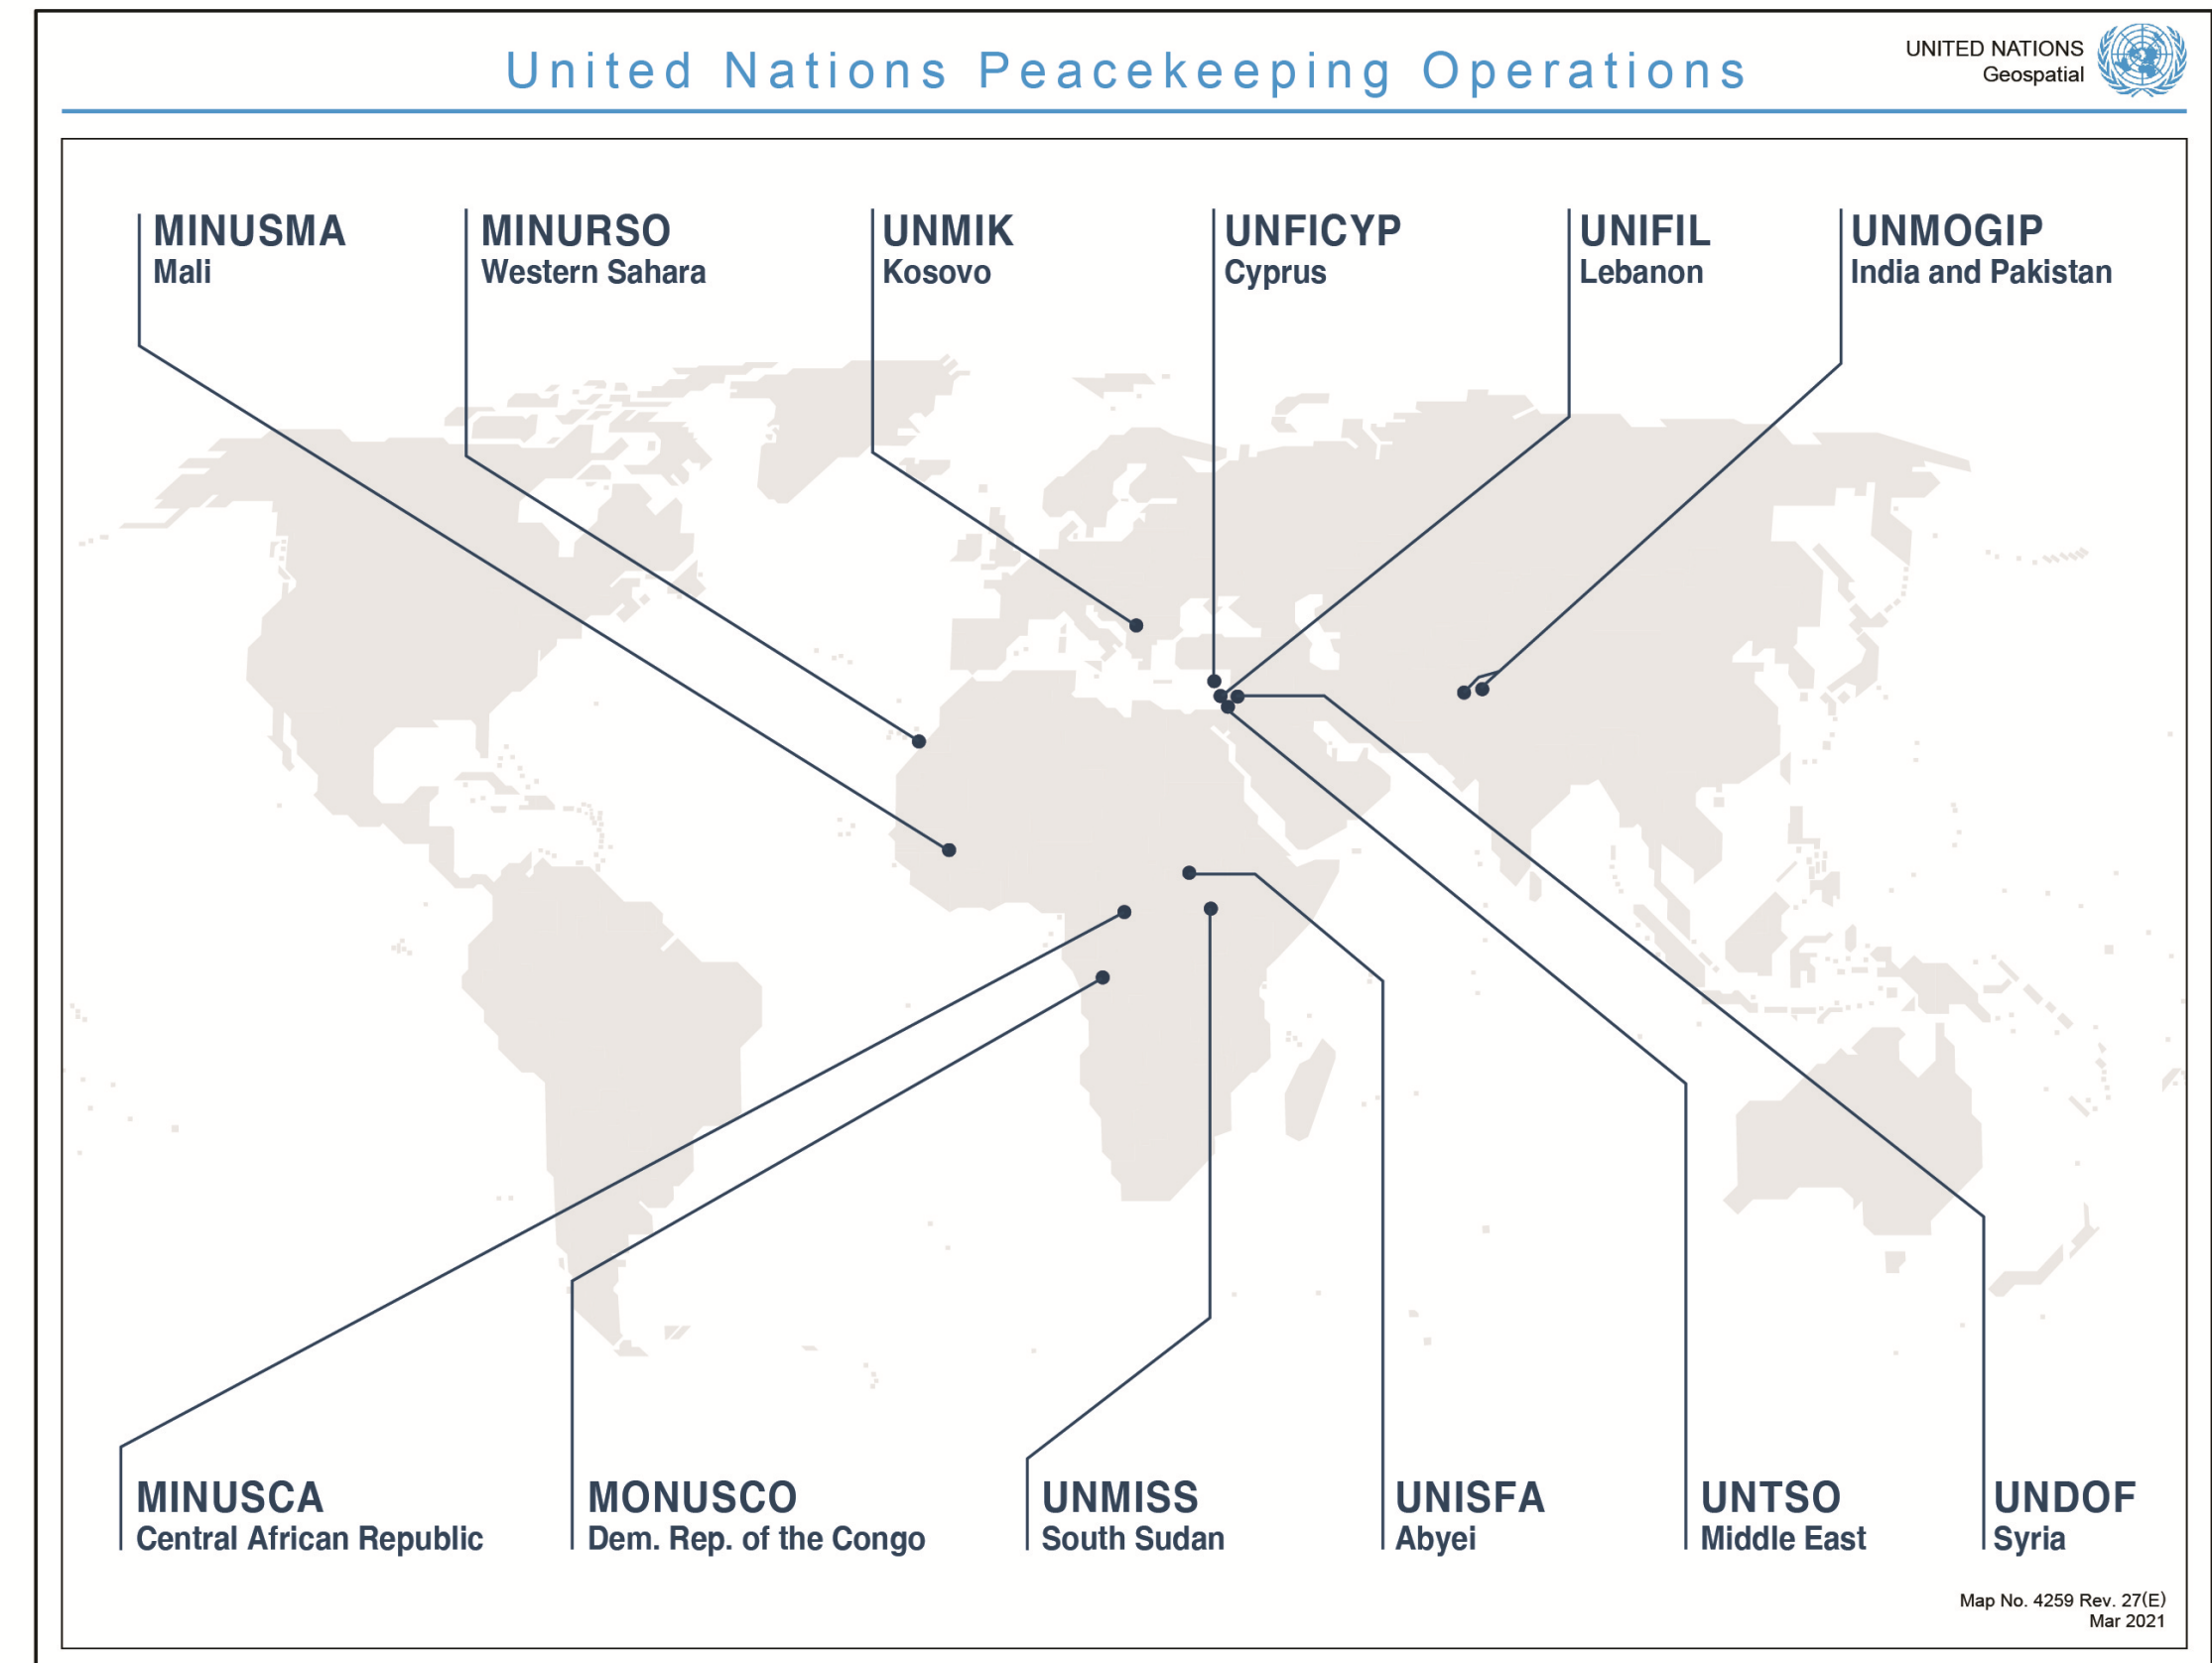 United Nations Peacekeeping Operations
UNITED NATIONS
Geospatial
MINUSMA
Mali
MINURSO
Western Sahara
UNMIK
Kosovo
UNFICYP
Cyprus
UNIFIL
Lebanon
UNMOGIP
India and Pakistan
MINUSCA
Central African Republic
MONUSCO
Dem. Rep. of the Congo
UNMISS
South Sudan
UNISFA
Abyei
UNTSO
Middle East
UNDOF
Syria
Map No. 4259 Rev. 27(E)
Mar 2021